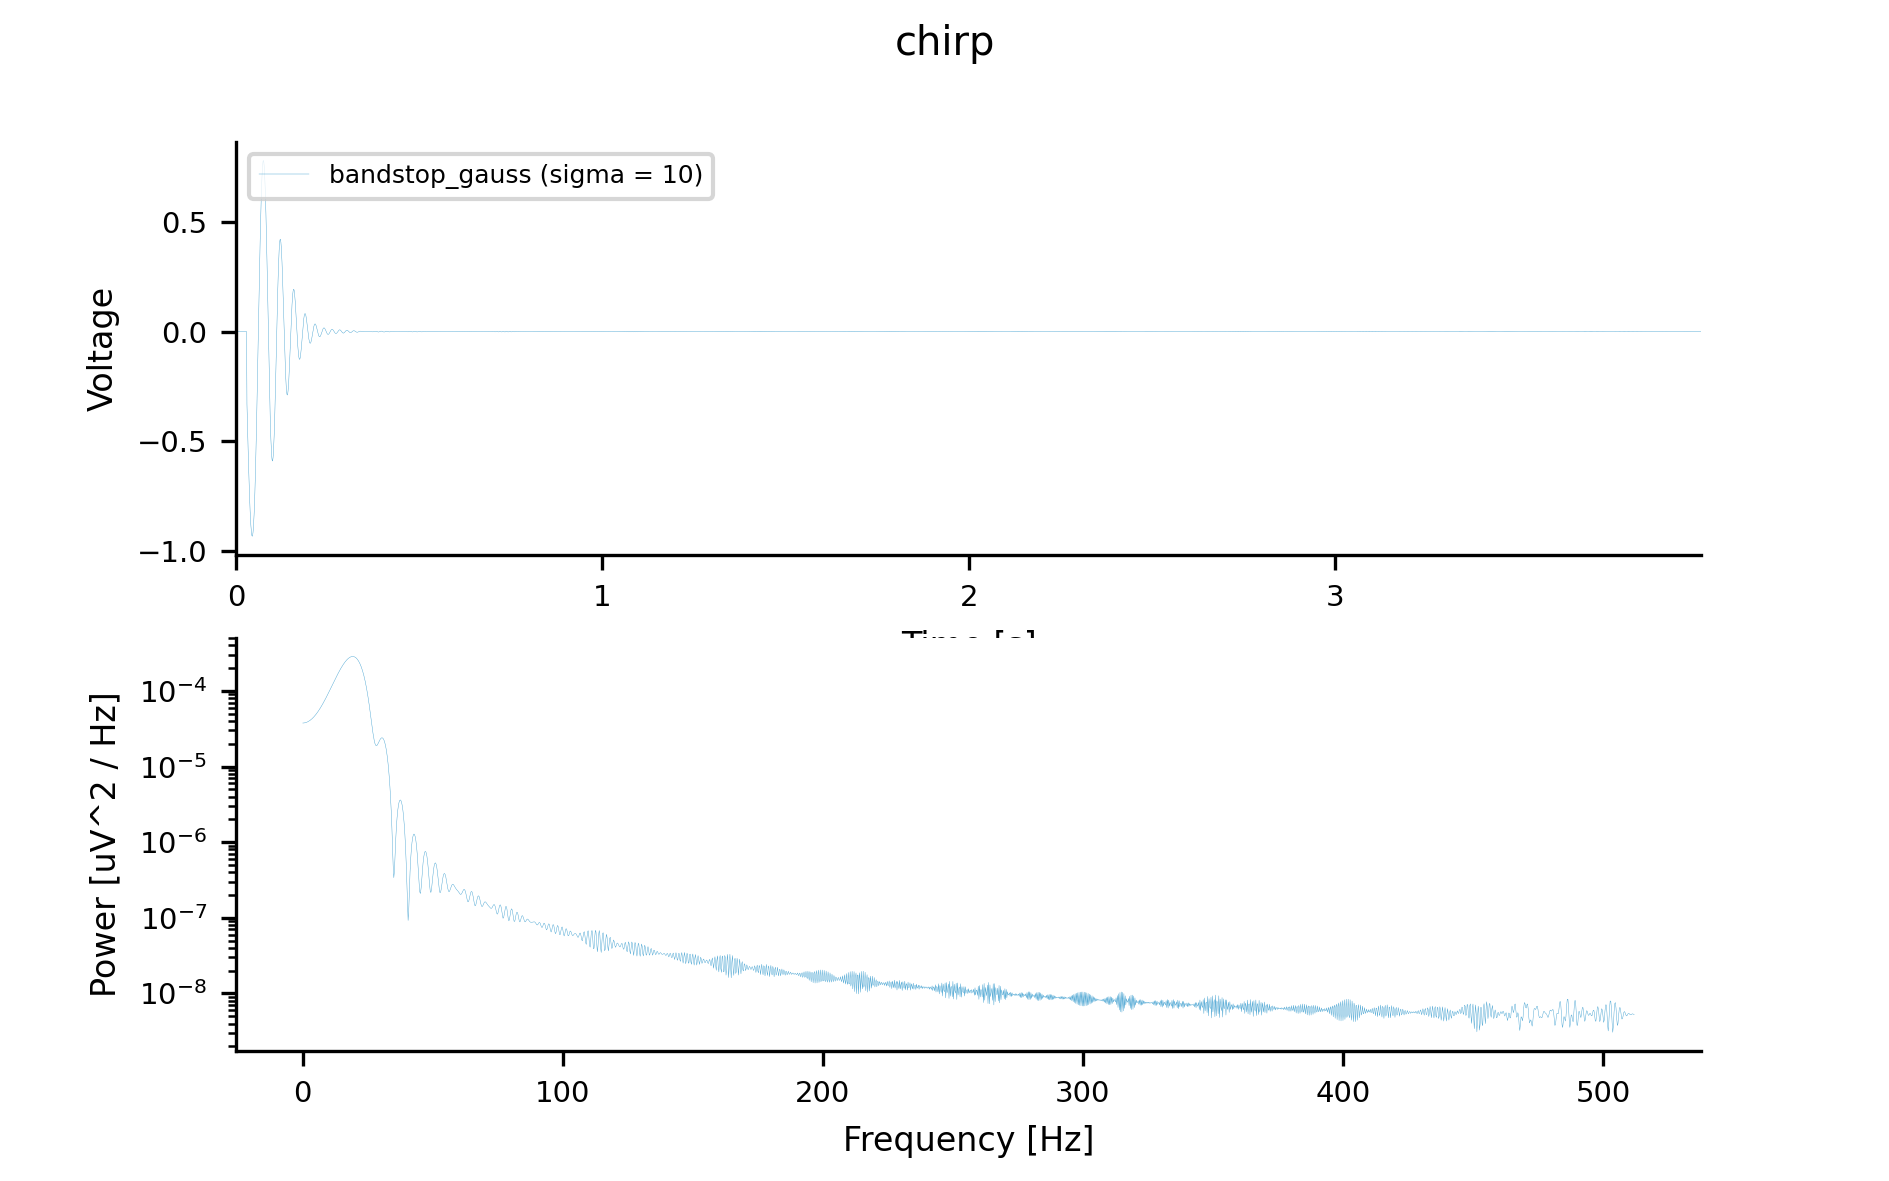 chirp
bandstop_gauss (sigma = 10)
Voltage
0.5
0.0
−0.5
−1.0
0 1 2 3
Time [s]
Power [uV^2 / Hz]
10⁻⁴
10⁻⁵
10⁻⁶
10⁻⁷
10⁻⁸
0 100 200 300 400 500
Frequency [Hz]